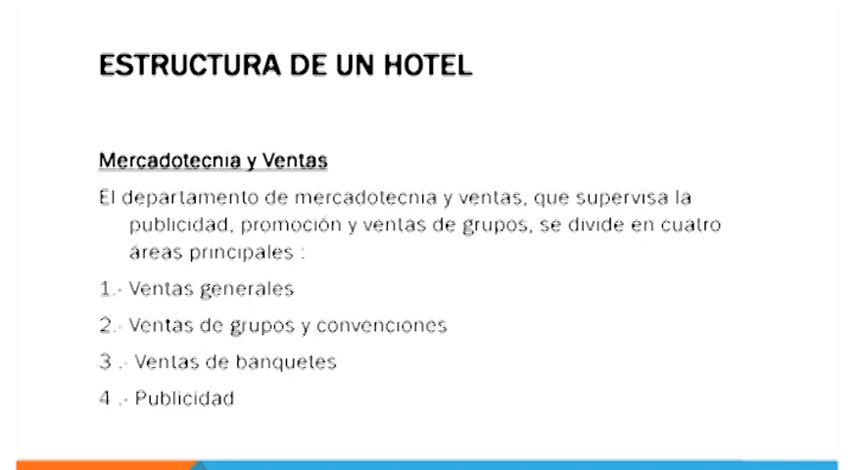 ESTRUCTURA DE UN HOTEL
Mercadotecnia y Ventas
El departamento de mercadotecnia y ventas, que supervisa la
publicidad, promoción y ventas de grupos, se divide en cuatro
áreas principales :
1.- Ventas generales
2.- Ventas de grupos y convenciones
3 .- Ventas de banquetes
4 .- Publicidad